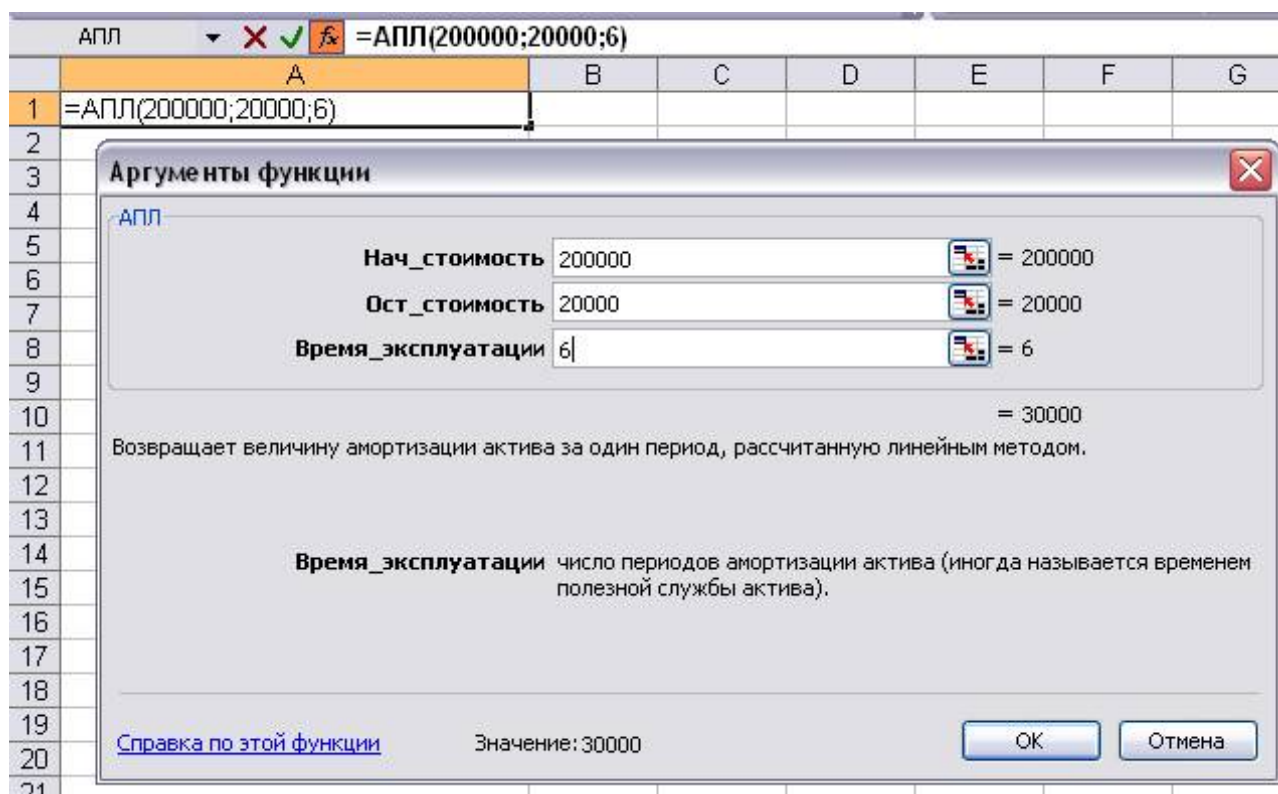 АПЛ fx =АПЛ(200000;20000;6)
A B C D E F G
1 =АПЛ(200000;20000;6)
2
3 Аргументы функции
4 АПЛ
5 Нач_стоимость 200000 = 200000
6
7 Ост_стоимость 20000 = 20000
8 Время_эксплуатации 6 = 6
9
10 = 30000
11 Возвращает величину амортизации актива за один период, рассчитанную линейным методом.
12
13
14 Время_эксплуатации число периодов амортизации актива (иногда называется временем
15 полезной службы актива).
16
17
18
19 Справка по этой функции Значение: 30000 ОК Отмена
20
21